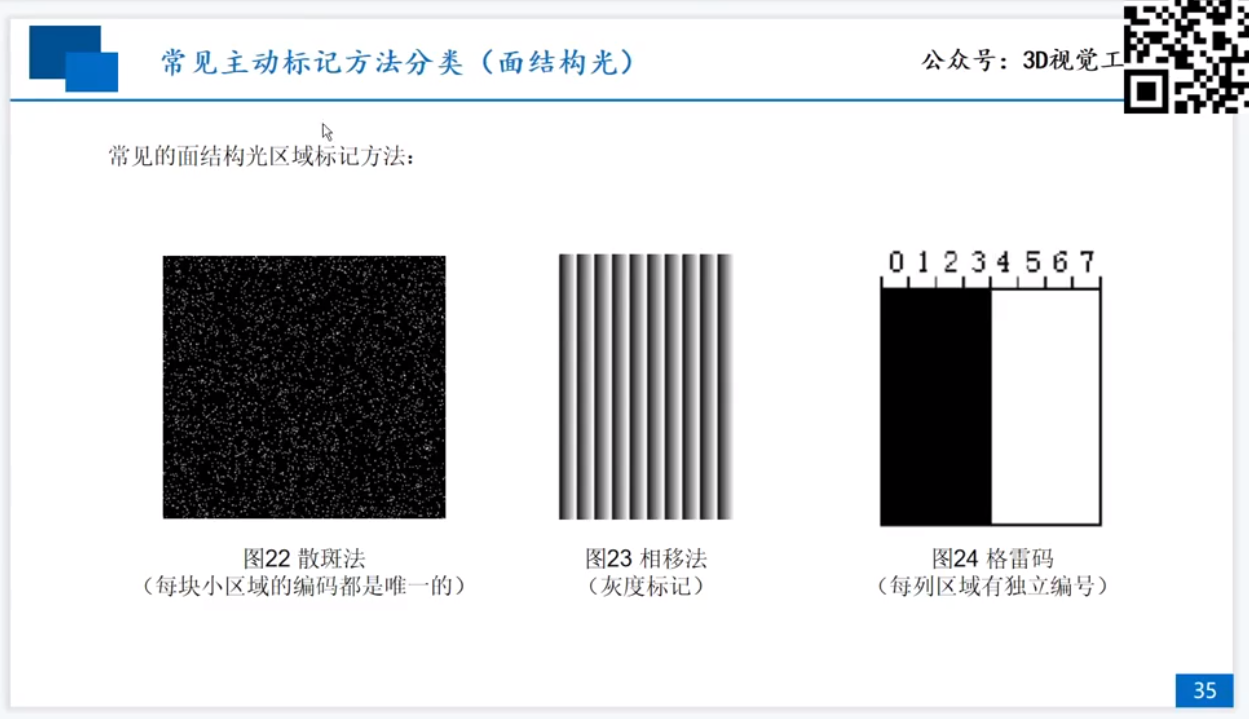 常见主动标记方法分类（面结构光）
公众号：3D视觉工
常见的面结构光区域标记方法：
0 1 2 3 4 5 6 7
图22 散斑法
（每块小区域的编码都是唯一的）
图23 相移法
（灰度标记）
图24 格雷码
（每列区域有独立编号）
35